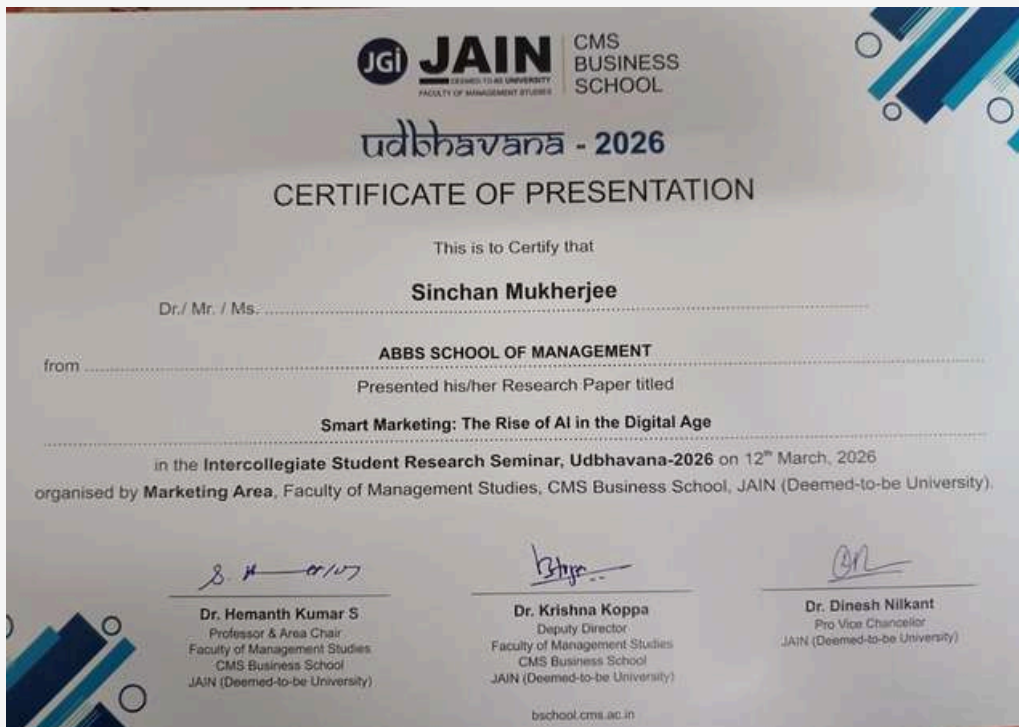 JGi JAIN
DEEMED-TO-BE UNIVERSITY
FACULTY OF MANAGEMENT STUDIES
CMS
BUSINESS
SCHOOL
udbhavana - 2026
CERTIFICATE OF PRESENTATION
This is to Certify that
Dr./ Mr. / Ms. Sinchan Mukherjee
from ABBS SCHOOL OF MANAGEMENT
Presented his/her Research Paper titled
Smart Marketing: The Rise of AI in the Digital Age
in the Intercollegiate Student Research Seminar, Udbhavana-2026 on 12th March, 2026
organised by Marketing Area, Faculty of Management Studies, CMS Business School, JAIN (Deemed-to-be University).
Dr. Hemanth Kumar S
Professor & Area Chair
Faculty of Management Studies
CMS Business School
JAIN (Deemed-to-be University)
Dr. Krishna Koppa
Deputy Director
Faculty of Management Studies
CMS Business School
JAIN (Deemed-to-be University)
Dr. Dinesh Nilkant
Pro Vice Chancellor
JAIN (Deemed-to-be University)
bschool.cms.ac.in